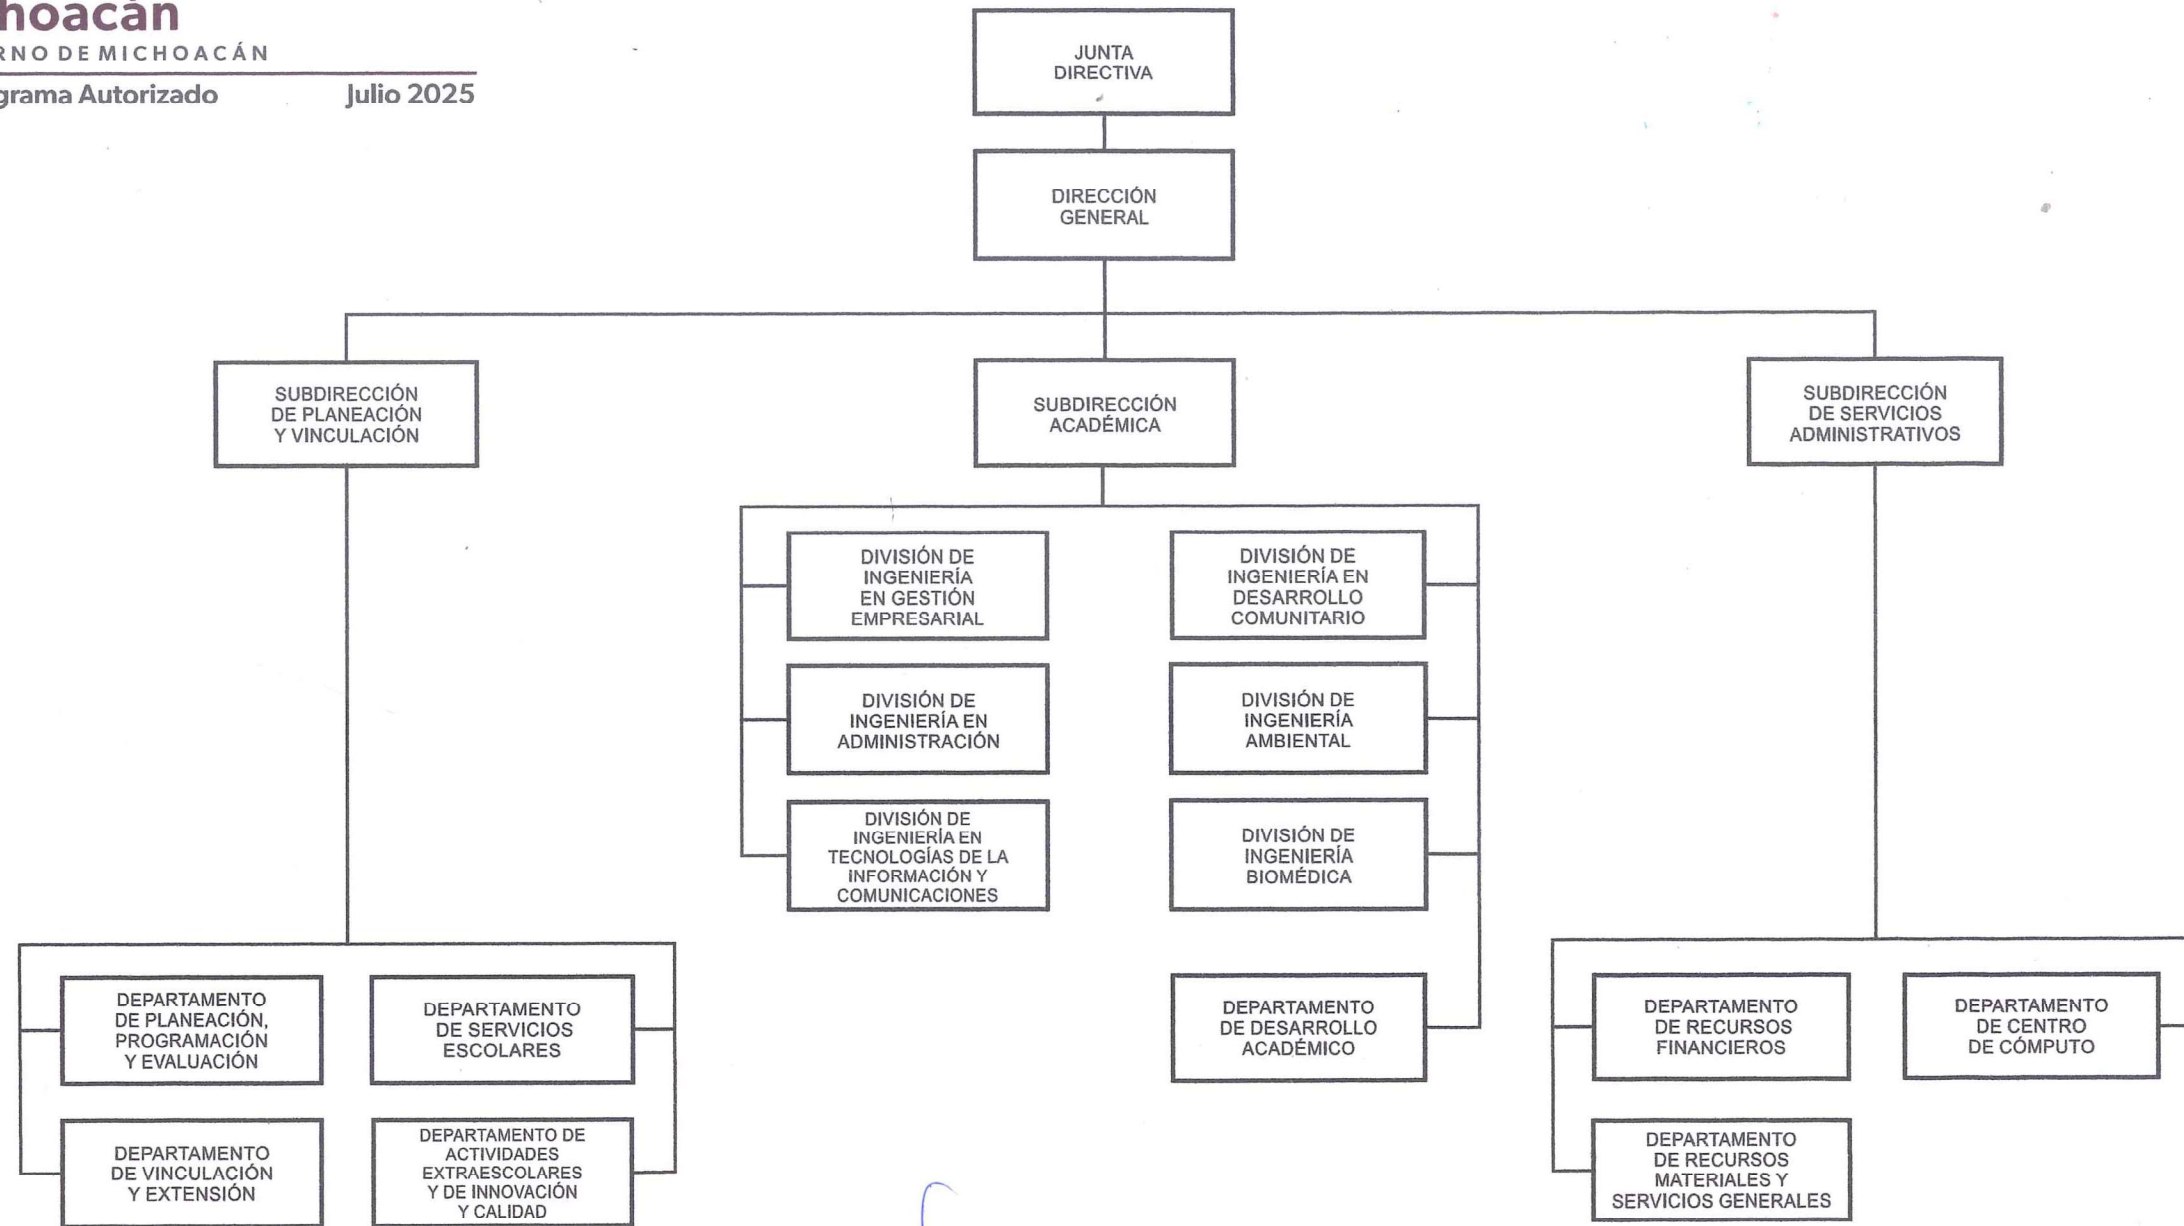 hoacán
RNO DE MICHOACÁN
grama Autorizado Julio 2025
JUNTA
DIRECTIVA
DIRECCIÓN
GENERAL
SUBDIRECCIÓN
DE PLANEACIÓN
Y VINCULACIÓN
SUBDIRECCIÓN
ACADÉMICA
SUBDIRECCIÓN
DE SERVICIOS
ADMINISTRATIVOS
DIVISIÓN DE
INGENIERÍA
EN GESTIÓN
EMPRESARIAL
DIVISIÓN DE
INGENIERÍA EN
DESARROLLO
COMUNITARIO
DIVISIÓN DE
INGENIERÍA EN
ADMINISTRACIÓN
DIVISIÓN DE
INGENIERÍA
AMBIENTAL
DIVISIÓN DE
INGENIERÍA EN
TECNOLOGÍAS DE LA
INFORMACIÓN Y
COMUNICACIONES
DIVISIÓN DE
INGENIERÍA
BIOMÉDICA
DEPARTAMENTO
DE PLANEACIÓN,
PROGRAMACIÓN
Y EVALUACIÓN
DEPARTAMENTO
DE SERVICIOS
ESCOLARES
DEPARTAMENTO
DE DESARROLLO
ACADÉMICO
DEPARTAMENTO
DE RECURSOS
FINANCIEROS
DEPARTAMENTO
DE CENTRO
DE CÓMPUTO
DEPARTAMENTO
DE VINCULACIÓN
Y EXTENSIÓN
DEPARTAMENTO DE
ACTIVIDADES
EXTRAESCOLARES
Y DE INNOVACIÓN
Y CALIDAD
DEPARTAMENTO
DE RECURSOS
MATERIALES Y
SERVICIOS GENERALES